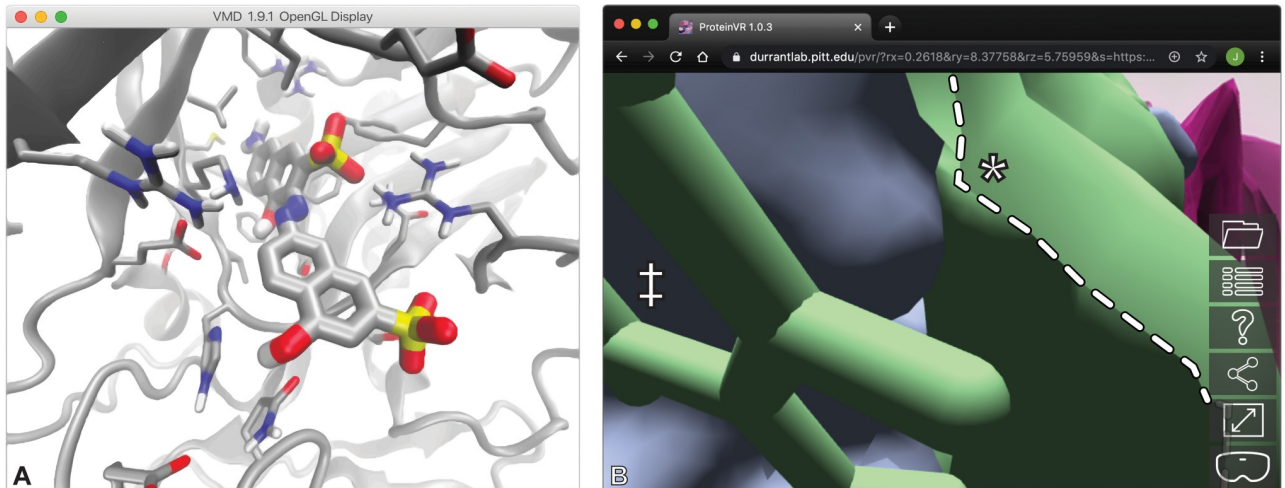 VMD 1.9.1 OpenGL Display
A
ProteinVR 1.0.3
durrantlab.pitt.edu/pvr/?rx=0.2618&ry=8.37758&rz=5.75959&s=https:...
J
*
‡
?
B